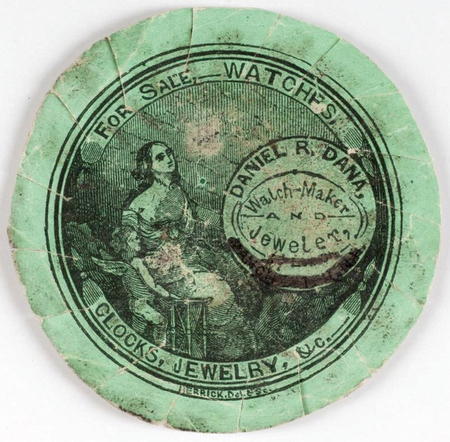 FOR SALE, WATCHES,
DANIEL R. DANA,
Watch-Maker
AND
Jeweler,
CLOCKS, JEWELRY, &C.